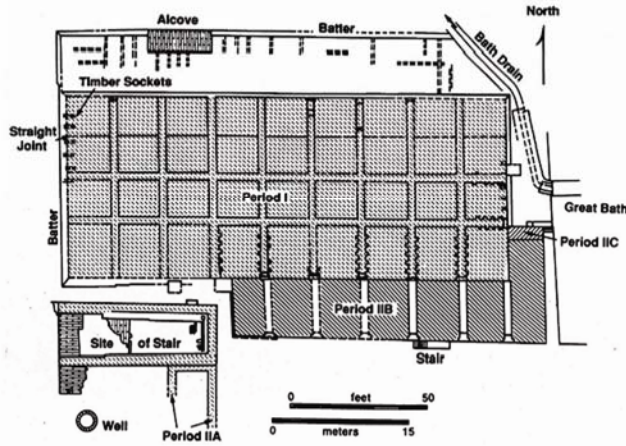 Alcove
Batter
North
Bath Drain
Timber Sockets
Straight Joint
Period I
Great Bath
Batter
Period IIC
Period IIB
Site of Stair
Stair
Well
Period IIA
0 feet 50
0 meters 15